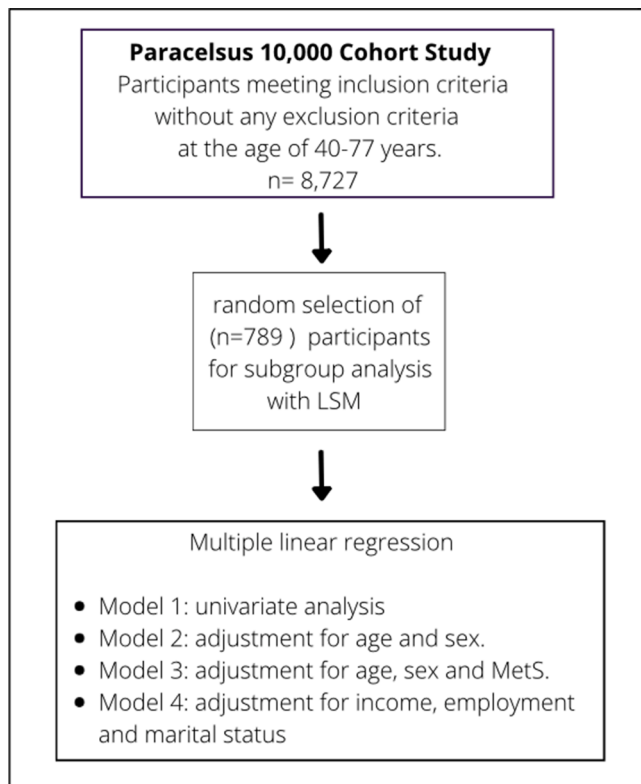 Paracelsus 10,000 Cohort Study
Participants meeting inclusion criteria
without any exclusion criteria
at the age of 40-77 years.
n= 8,727
random selection of
(n=789 ) participants
for subgroup analysis
with LSM
Multiple linear regression
• Model 1: univariate analysis
• Model 2: adjustment for age and sex.
• Model 3: adjustment for age, sex and MetS.
• Model 4: adjustment for income, employment
and marital status